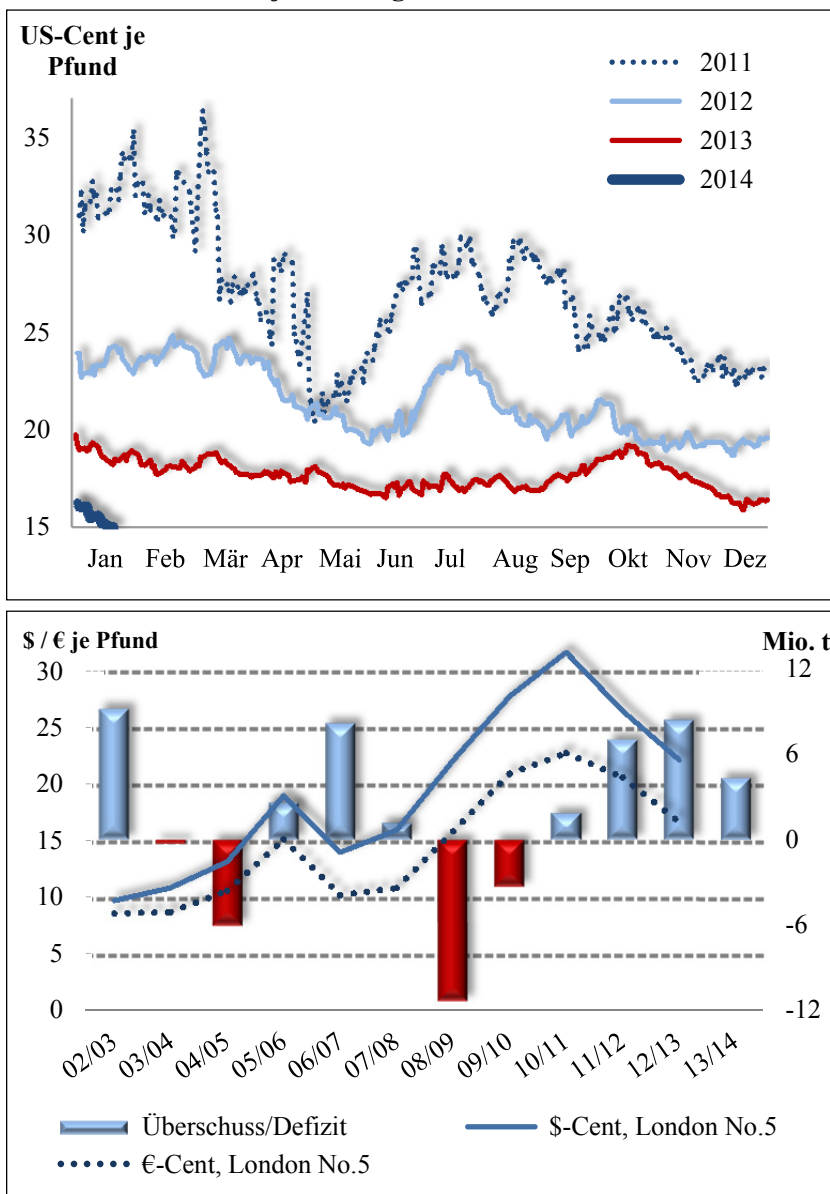 US-Cent je
Pfund
2011
2012
2013
2014
35
30
25
20
15
Jan Feb Mär Apr Mai Jun Jul Aug Sep Okt Nov Dez
$ / € je Pfund
Mio. t
30
25
20
15
10
5
0
12
6
0
-6
-12
02/03 03/04 04/05 05/06 06/07 07/08 08/09 09/10 10/11 11/12 12/13 13/14
Überschuss/Defizit
$-Cent, London No.5
€-Cent, London No.5